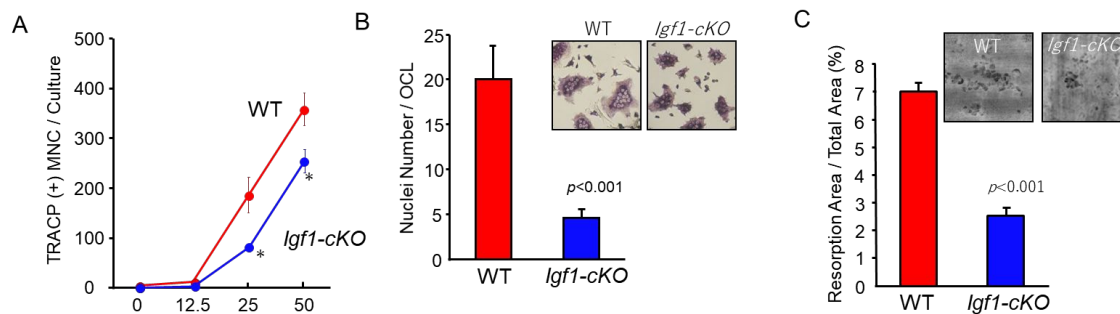 A
TRACP (+) MNC / Culture
500
400
300
200
100
0
0 12.5 25 50
WT
Igf1-cKO
*
*
B
Nuclei Number / OCL
25
20
15
10
5
0
WT Igf1-cKO
p<0.001
WT Igf1-cKO
C
Resorption Area / Total Area (%)
8
7
6
5
4
3
2
1
0
WT Igf1-cKO
p<0.001
WT Igf1-cKO